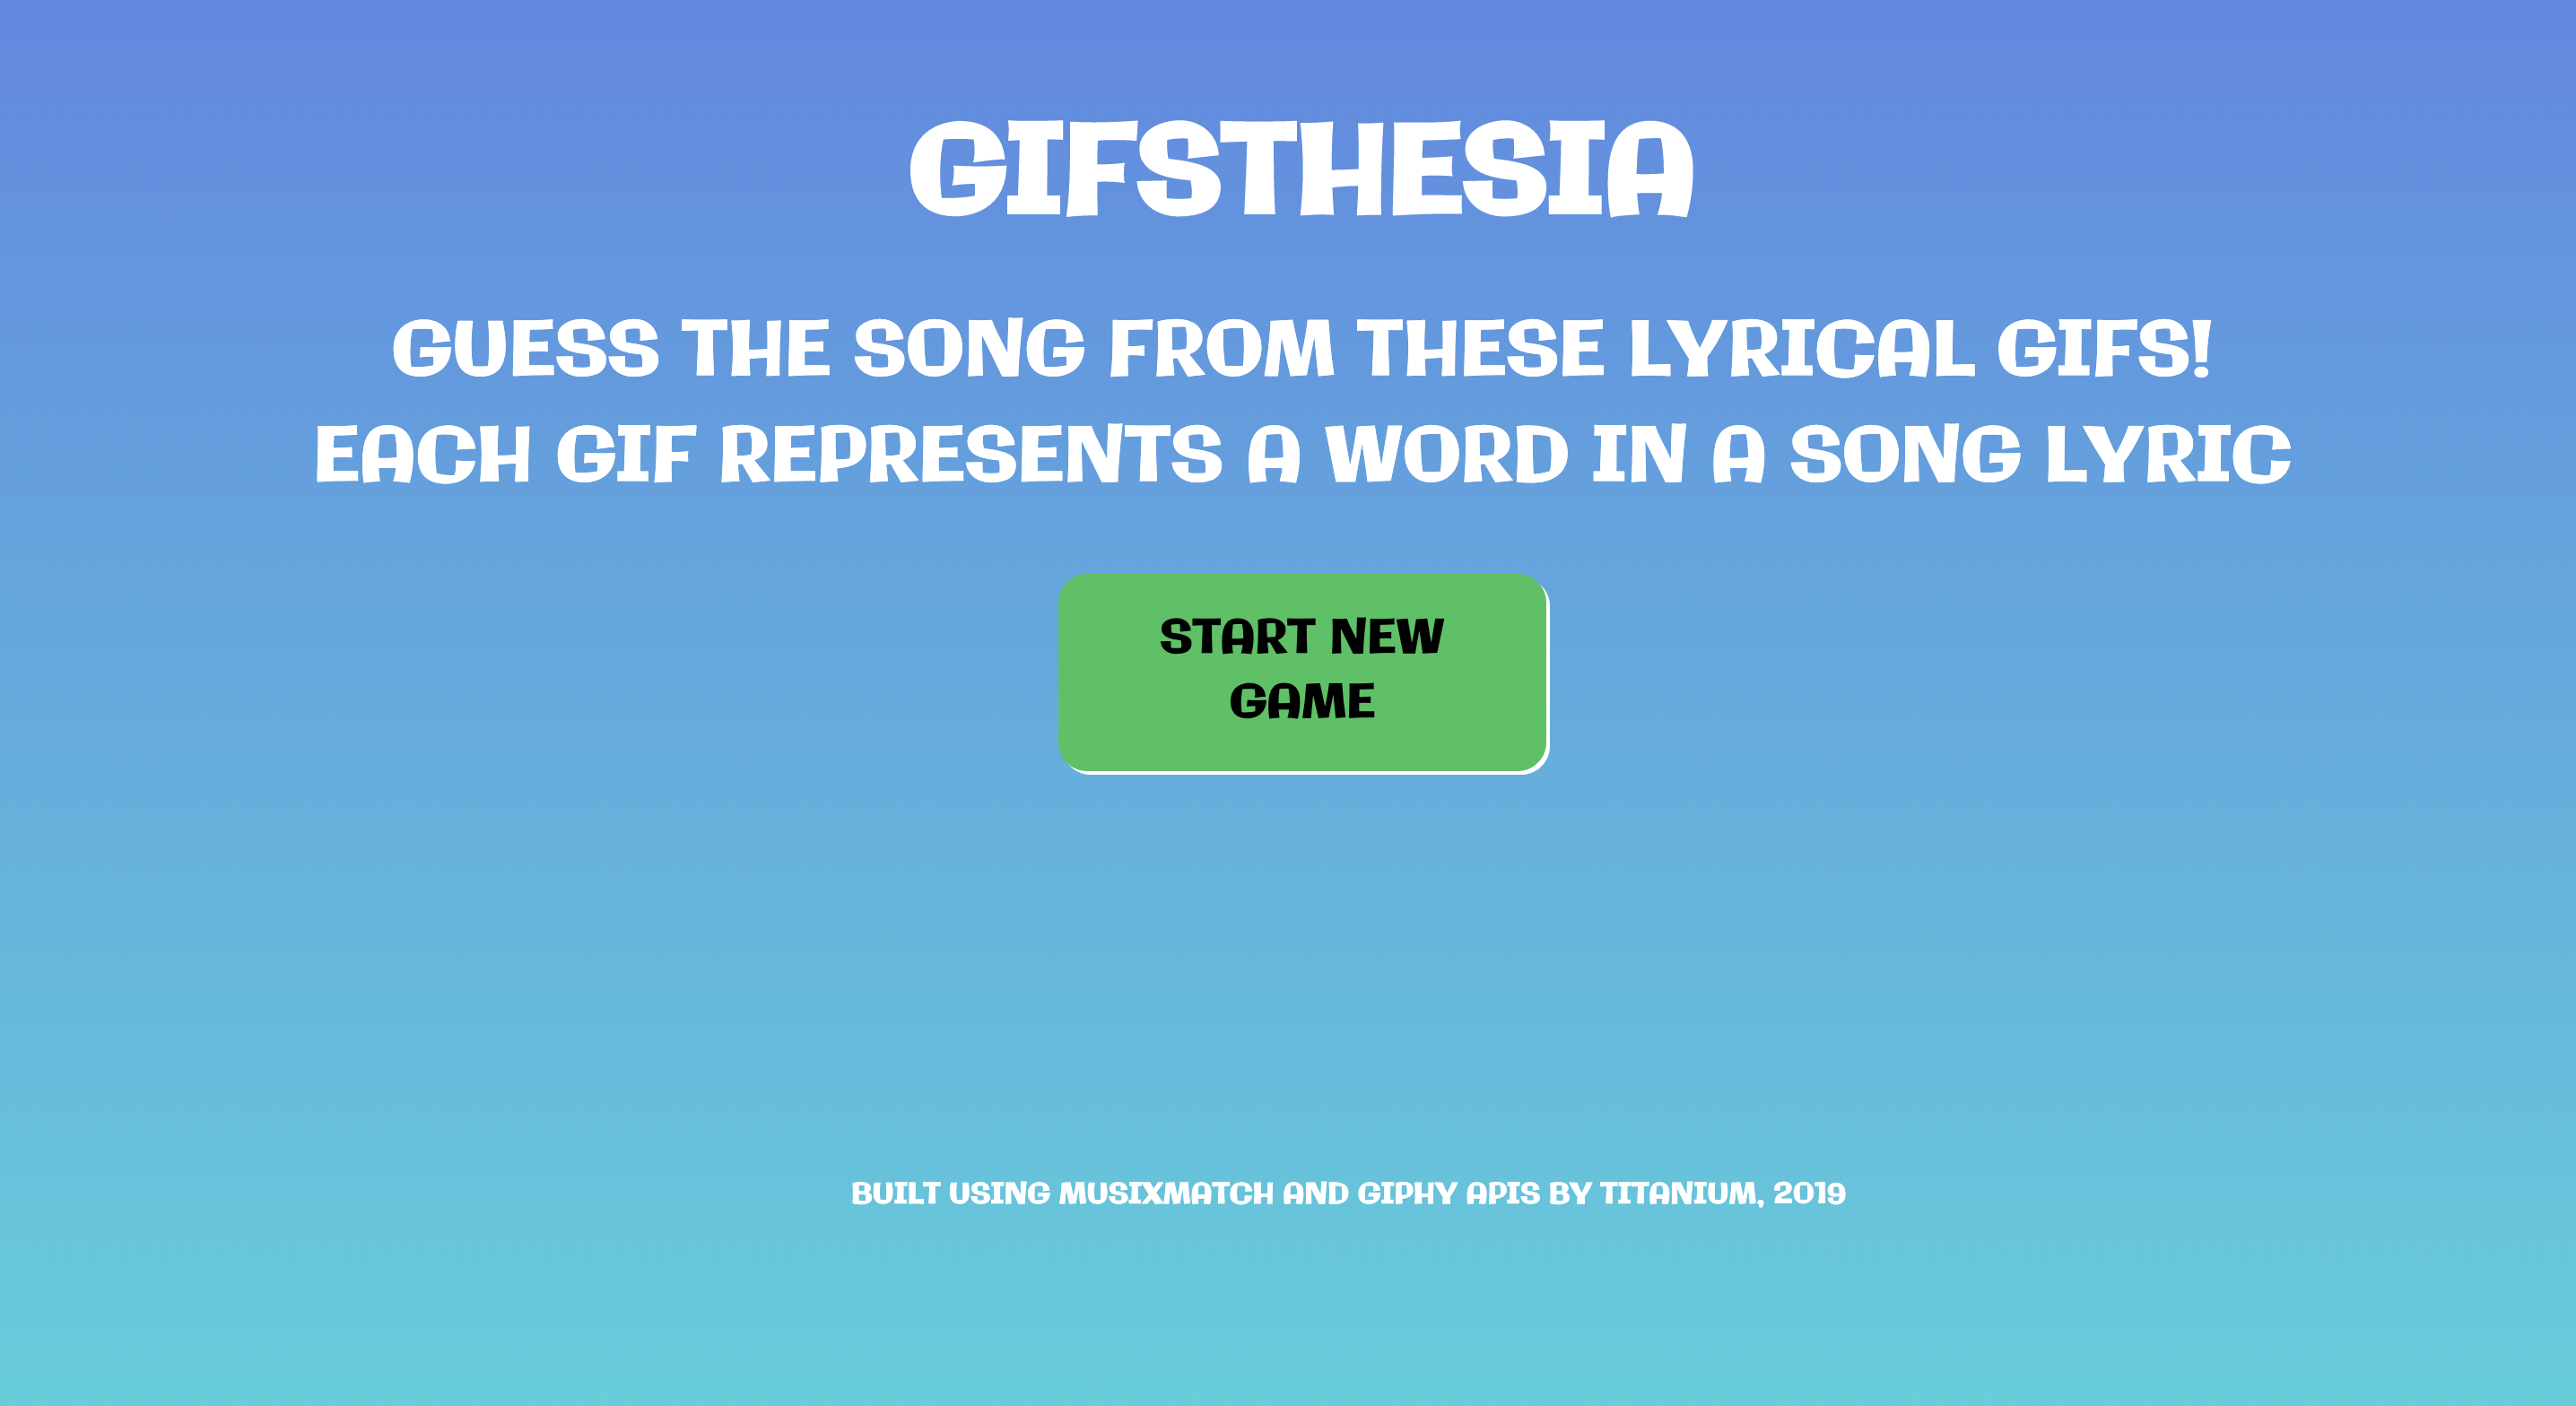 GIFSTHESIA
GUESS THE SONG FROM THESE LYRICAL GIFS!
EACH GIF REPRESENTS A WORD IN A SONG LYRIC
START NEW
GAME
BUILT USING MUSIXMATCH AND GIPHY APIS BY TITANIUM, 2019